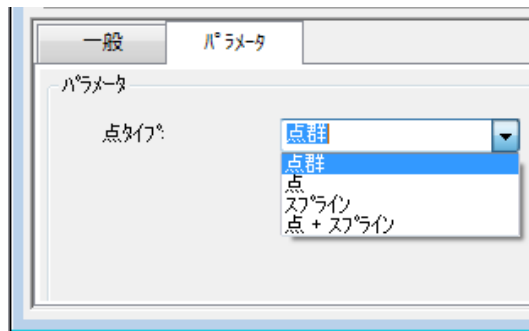 一般 ﾊﾟﾗﾒｰﾀ
ﾊﾟﾗﾒｰﾀ
点ﾀｲﾌﾟ: 点群
点群
点
ｽﾌﾟﾗｲﾝ
点 + ｽﾌﾟﾗｲﾝ